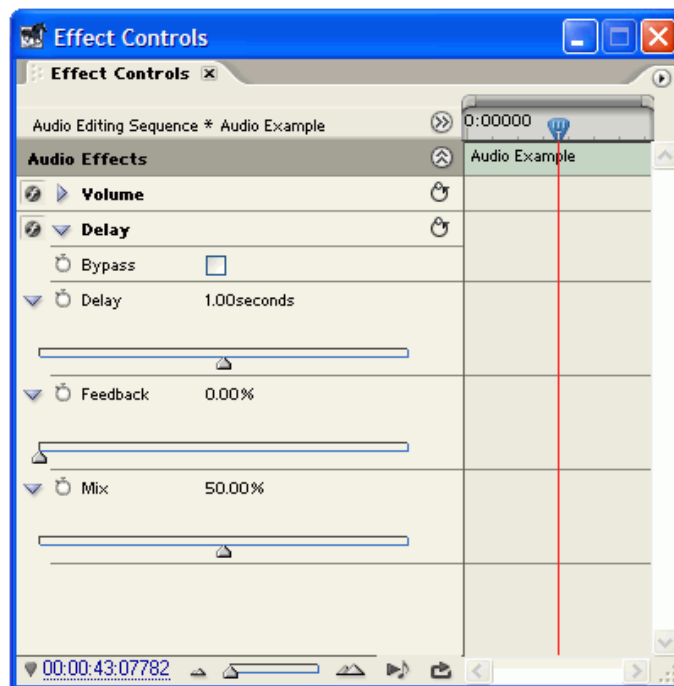 Effect Controls
Effect Controls
Audio Editing Sequence * Audio Example
0:00000
Audio Effects
Audio Example
Volume
Delay
Bypass
Delay 1.00seconds
Feedback 0.00%
Mix 50.00%
00:00:43:07782